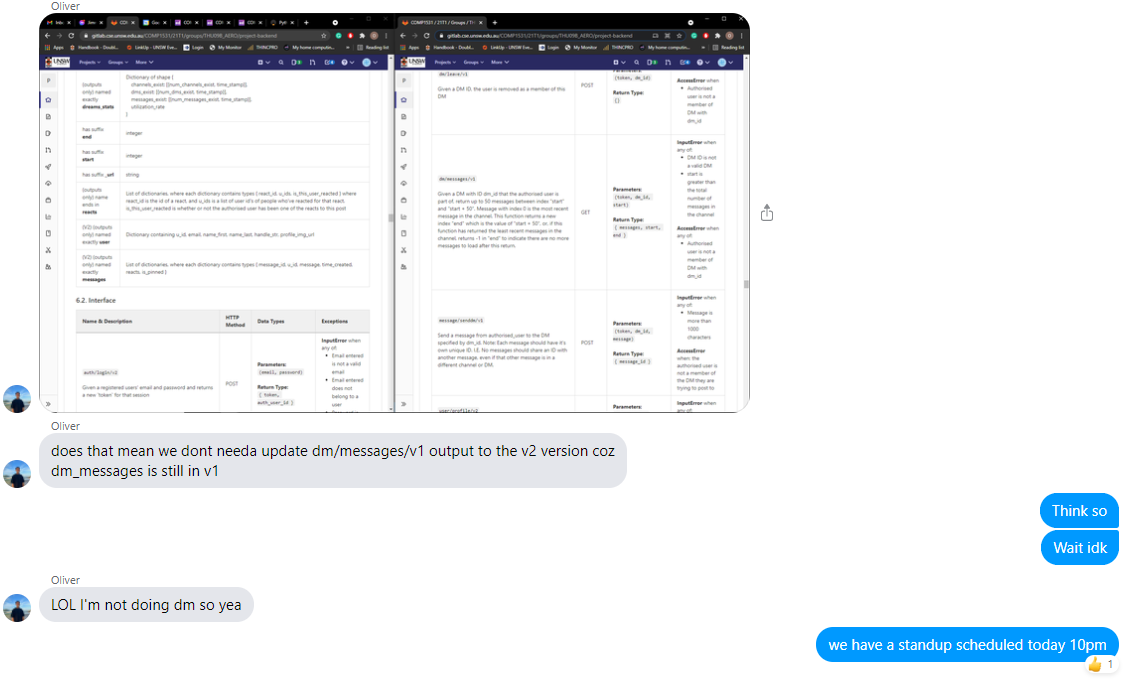 Oliver
gitlab.cse.unsw.edu.au/COMP1531/21T1/groups/THU09B_AERO/project-backend
Projects
Groups
More
(outputs only) named exactly dreams_stats
Dictionary of shape {
channels_exist: [{num_channels_exist, time_stamp}],
dms_exist: [{num_dms_exist, time_stamp}],
messages_exist: [{num_messages_exist, time_stamp}],
utilization_rate
}
has suffix end
integer
has suffix start
integer
has suffix _url
string
(outputs only) name ends in reacts
List of dictionaries, where each dictionary contains types { react_id, u_ids, is_this_user_reacted } where
react_id is the id of a react, and u_ids is a list of user id's of people who've reacted for that react.
is_this_user_reacted is whether or not the authorised user has been one of the reacts to this post
(V2) (outputs only) named exactly user
Dictionary containing u_id, email, name_first, name_last, handle_str, profile_img_url
(V2) (outputs only) named exactly messages
List of dictionaries, where each dictionary contains types { message_id, u_id, message, time_created,
reacts, is_pinned }
6.2. Interface
Name & Description
HTTP Method
Data Types
Exceptions
auth/login/v2
Given a registered users' email and password and returns
a new 'token' for that session
POST
Parameters:
(email, password)
Return Type:
{ token,
auth_user_id }
InputError when
any of:
Email entered
is not a valid
email
Email entered
does not
belong to a
user
dm/leave/v1
Given a DM ID, the user is removed as a member of this
DM
POST
Parameters:
(token, dm_id)
Return Type:
{}
AccessError when
Authorised
user is not a
member of
DM with
dm_id
dm/messages/v1
Given a DM with ID dm_id that the authorised user is
part of, return up to 50 messages between index "start"
and "start + 50". Message with index 0 is the most recent
message in the channel. This function returns a new
index "end" which is the value of "start + 50", or, if this
function has returned the least recent messages in the
channel, returns -1 in "end" to indicate there are no more
messages to load after this return.
GET
Parameters:
(token, dm_id,
start)
Return Type:
{ messages, start,
end }
InputError when
any of:
DM ID is not
a valid DM
start is
greater than
the total
number of
messages in
the channel
AccessError when
any of:
Authorised
user is not a
member of
DM with
dm_id
message/senddm/v1
Send a message from authorised_user to the DM
specified by dm_id. Note: Each message should have it's
own unique ID. I.E. No messages should share an ID with
another message, even if that other message is in a
different channel or DM.
POST
Parameters:
(token, dm_id,
message)
Return Type:
{ message_id }
InputError when
any of:
Message is
more than
1000
characters
AccessError
when: the
authorised user is
not a member of
the DM they are
trying to post to
user/profile/v2
Parameters:
InputError when
Oliver
does that mean we dont needa update dm/messages/v1 output to the v2 version coz
dm_messages is still in v1
Think so
Wait idk
Oliver
LOL I'm not doing dm so yea
we have a standup scheduled today 10pm
1